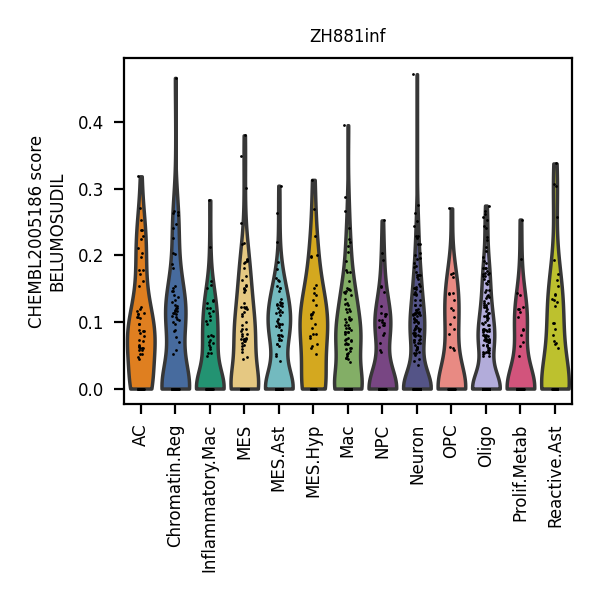 ZH881inf
CHEMBL2005186 score
BELUMOSUDIL
0.4
0.3
0.2
0.1
0.0
AC
Chromatin.Reg
Inflammatory.Mac
MES
MES.Ast
MES.Hyp
Mac
NPC
Neuron
OPC
Oligo
Prolif.Metab
Reactive.Ast